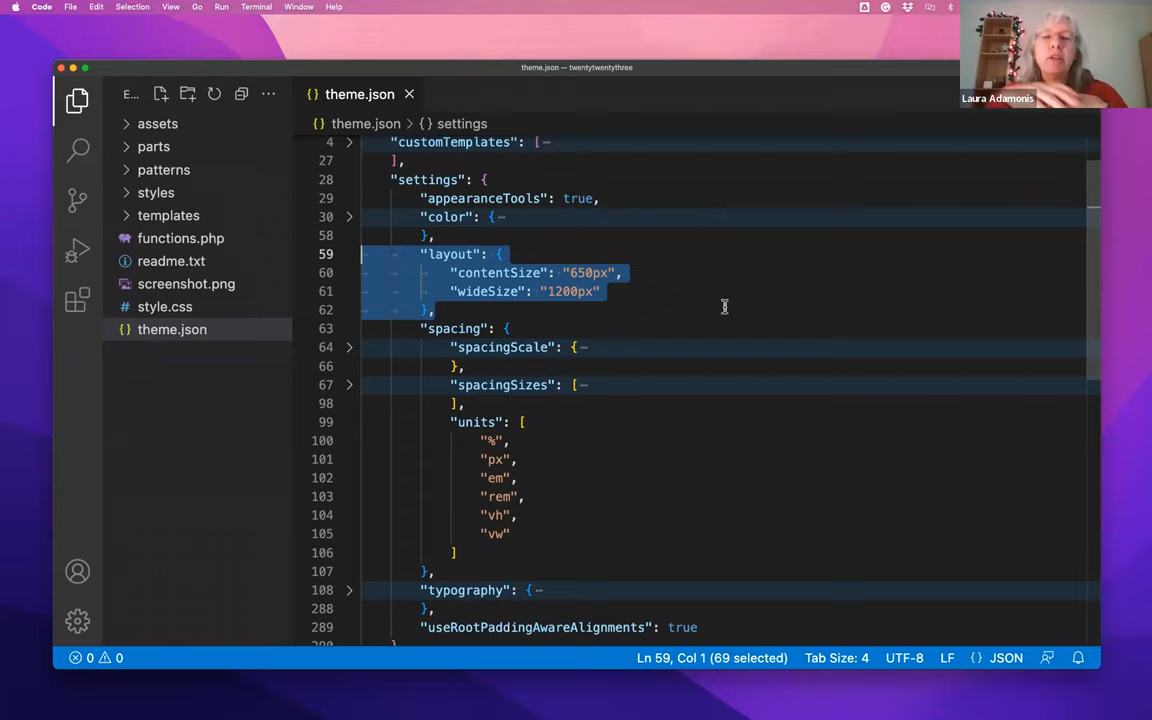 Code File Edit Selection View Go Run Terminal Window Help
theme.json — twentytwentythree
E...
theme.json
assets
parts
patterns
styles
templates
functions.php
readme.txt
screenshot.png
style.css
theme.json
theme.json > {} settings
4 "customTemplates": [
27 ],
28 "settings": {
29 "appearanceTools": true,
30 "color": {
58 },
59 "layout": {
60 "contentSize": "650px",
61 "wideSize": "1200px"
62 },
63 "spacing": {
64 "spacingScale": {
66 },
67 "spacingSizes": [
98 ],
99 "units": [
100 "%",
101 "px",
102 "em",
103 "rem",
104 "vh",
105 "vw"
106 ]
107 },
108 "typography": {
288 },
289 "useRootPaddingAwareAlignments": true
290 }
0 0 Ln 59, Col 1 (69 selected) Tab Size: 4 UTF-8 LF {} JSON
Laura Adamonis